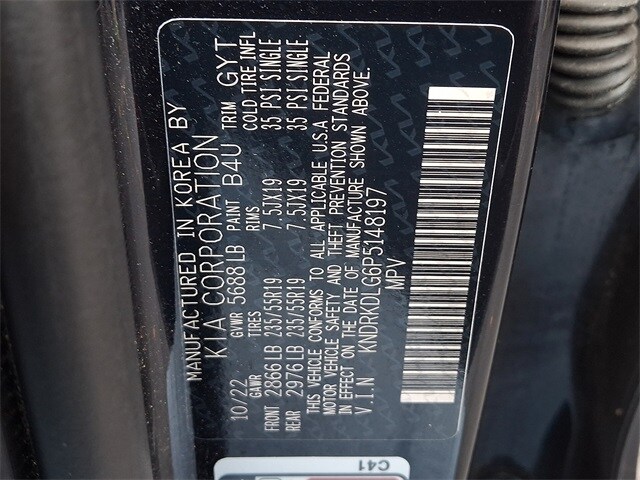 MANUFACTURED IN KOREA BY
KIA CORPORATION
10/22 GVWR 5688 LB PAINT B4U TRIM GYT
GAWR TIRES RIMS COLD TIRE INFL
FRONT 2866 LB 235/55R19 7.5JX19 35 PSI SINGLE
REAR 2976 LB 235/55R19 7.5JX19 35 PSI SINGLE
THIS VEHICLE CONFORMS TO ALL APPLICABLE U.S.A FEDERAL
MOTOR VEHICLE SAFETY AND THEFT PREVENTION STANDARDS
IN EFFECT ON THE DATE OF MANUFACTURE SHOWN ABOVE.
V.I.N KNDRKDLG6P5148197
MPV
C41